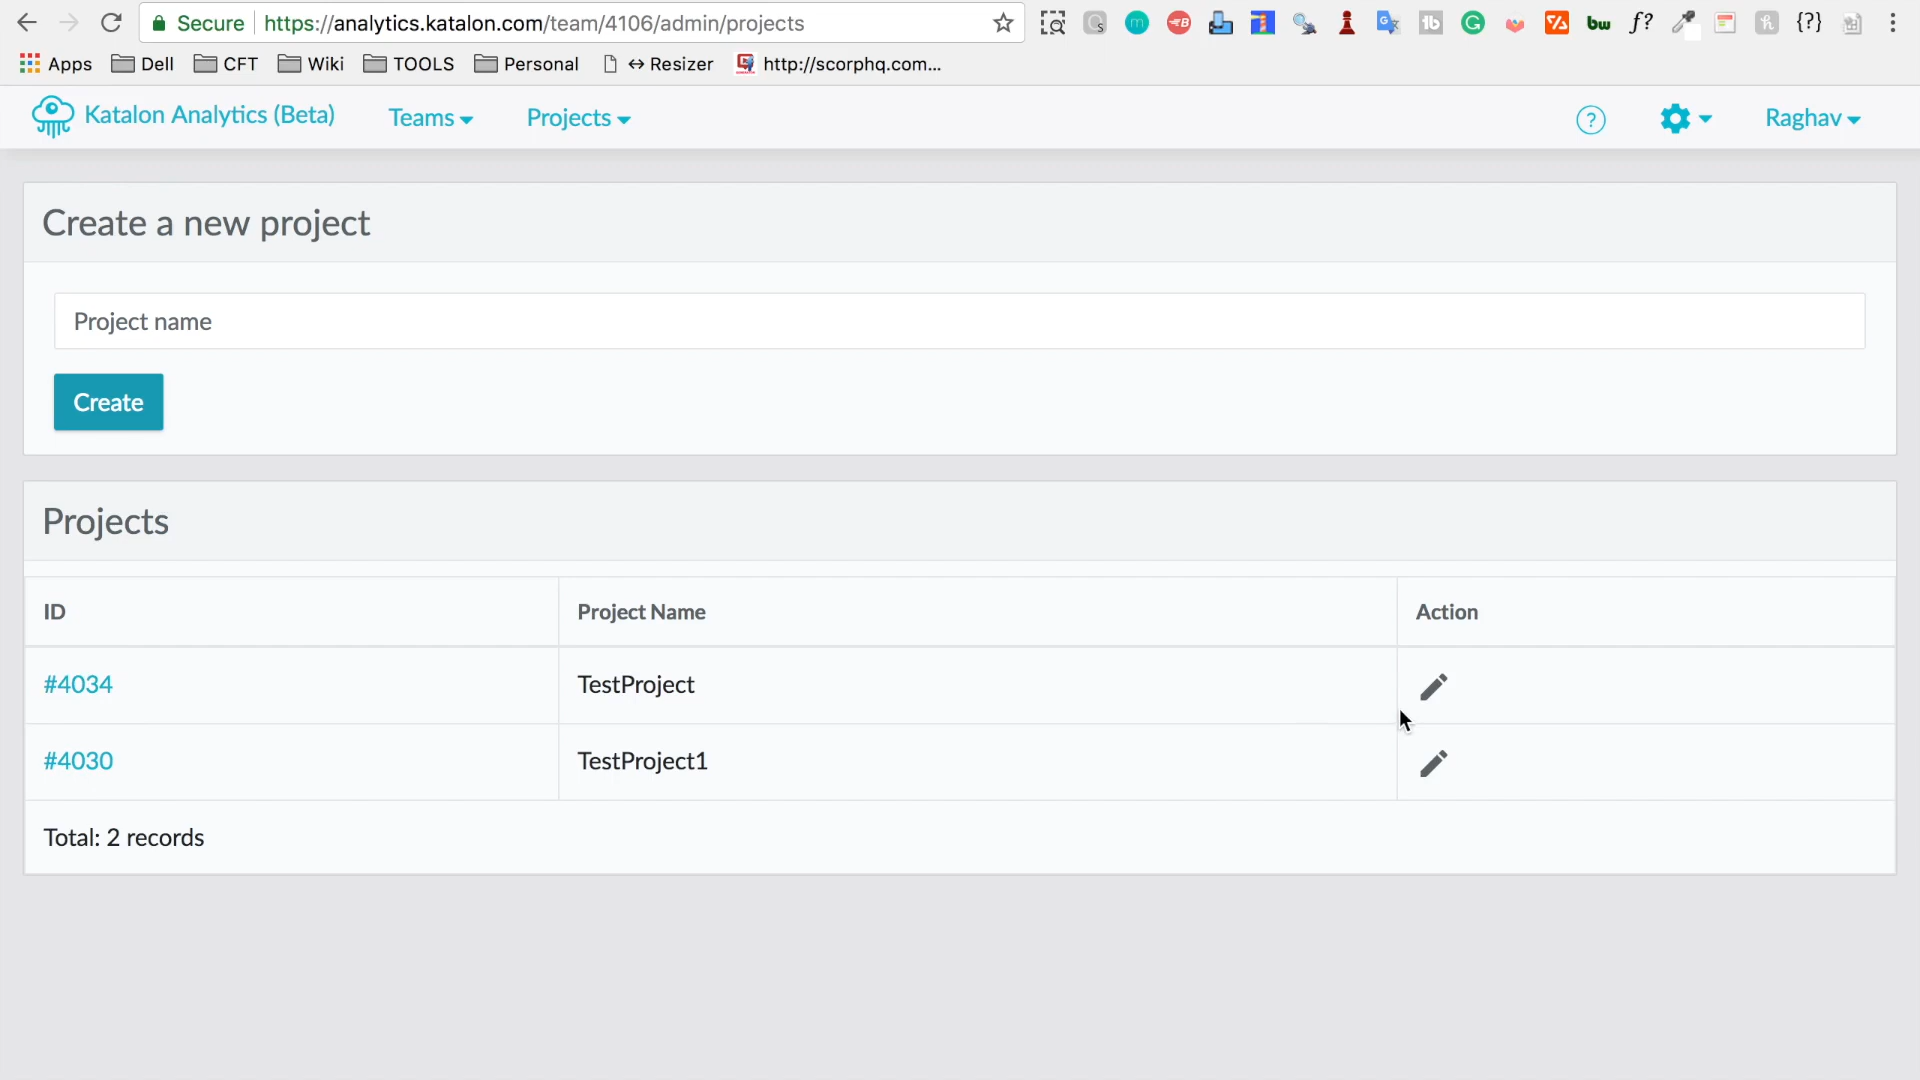 Secure https://analytics.katalon.com/team/4106/admin/projects
Apps Dell CFT Wiki TOOLS Personal ↔ Resizer http://scorphq.com...
Katalon Analytics (Beta) Teams Projects ? Raghav
Create a new project
Project name
Create
Projects
ID Project Name Action
#4034 TestProject
#4030 TestProject1
Total: 2 records